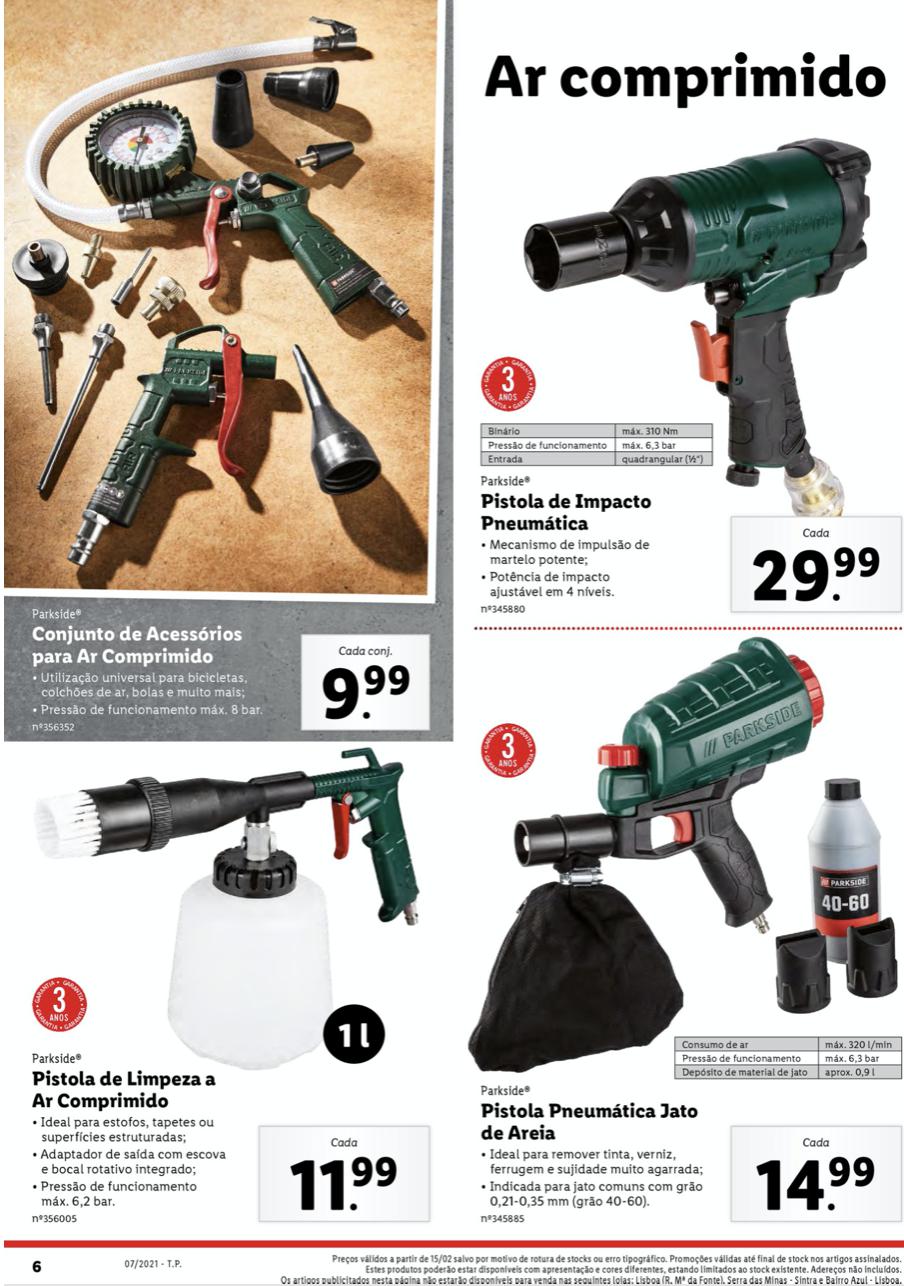 Ar comprimido
PARKSIDE
GARANTIA • GARANTIA • GARANTIA •
3
ANOS
Binário máx. 310 Nm
Pressão de funcionamento máx. 6,3 bar
Entrada quadrangular (½")
Parkside®
Pistola de Impacto
Pneumática
• Mecanismo de impulsão de
martelo potente;
• Potência de impacto
ajustável em 4 níveis.
nº345880
Cada
29.99
Parkside®
Conjunto de Acessórios
para Ar Comprimido
• Utilização universal para bicicletas,
colchões de ar, bolas e muito mais;
• Pressão de funcionamento máx. 8 bar.
nº356352
Cada conj.
9.99
GARANTIA • GARANTIA • GARANTIA •
3
ANOS
1 l
Parkside®
Pistola de Limpeza a
Ar Comprimido
• Ideal para estofos, tapetes ou
superfícies estruturadas;
• Adaptador de saída com escova
e bocal rotativo integrado;
• Pressão de funcionamento
máx. 6,2 bar.
nº356005
Cada
11.99
GARANTIA • GARANTIA • GARANTIA •
3
ANOS
/// PARKSIDE
PARKSIDE
40-60
Consumo de ar máx. 320 l/min
Pressão de funcionamento máx. 6,3 bar
Depósito de material de jato aprox. 0,9 l
Parkside®
Pistola Pneumática Jato
de Areia
• Ideal para remover tinta, verniz,
ferrugem e sujidade muito agarrada;
• Indicada para jato comuns com grão
0,21-0,35 mm (grão 40-60).
nº345885
Cada
14.99
6
07/2021 - T.P.
Preços válidos a partir de 15/02 salvo por motivo de rotura de stocks ou erro tipográfico. Promoções válidas até final de stock nos artigos assinalados.
Estes produtos poderão estar disponíveis com apresentação e cores diferentes, estando limitados ao stock existente. Adereços não incluídos.
Os artigos publicitados nesta página não estarão disponíveis para venda nas seguintes lojas: Lisboa (R. Mª da Fonte), Serra das Minas - Sintra e Bairro Azul - Lisboa.